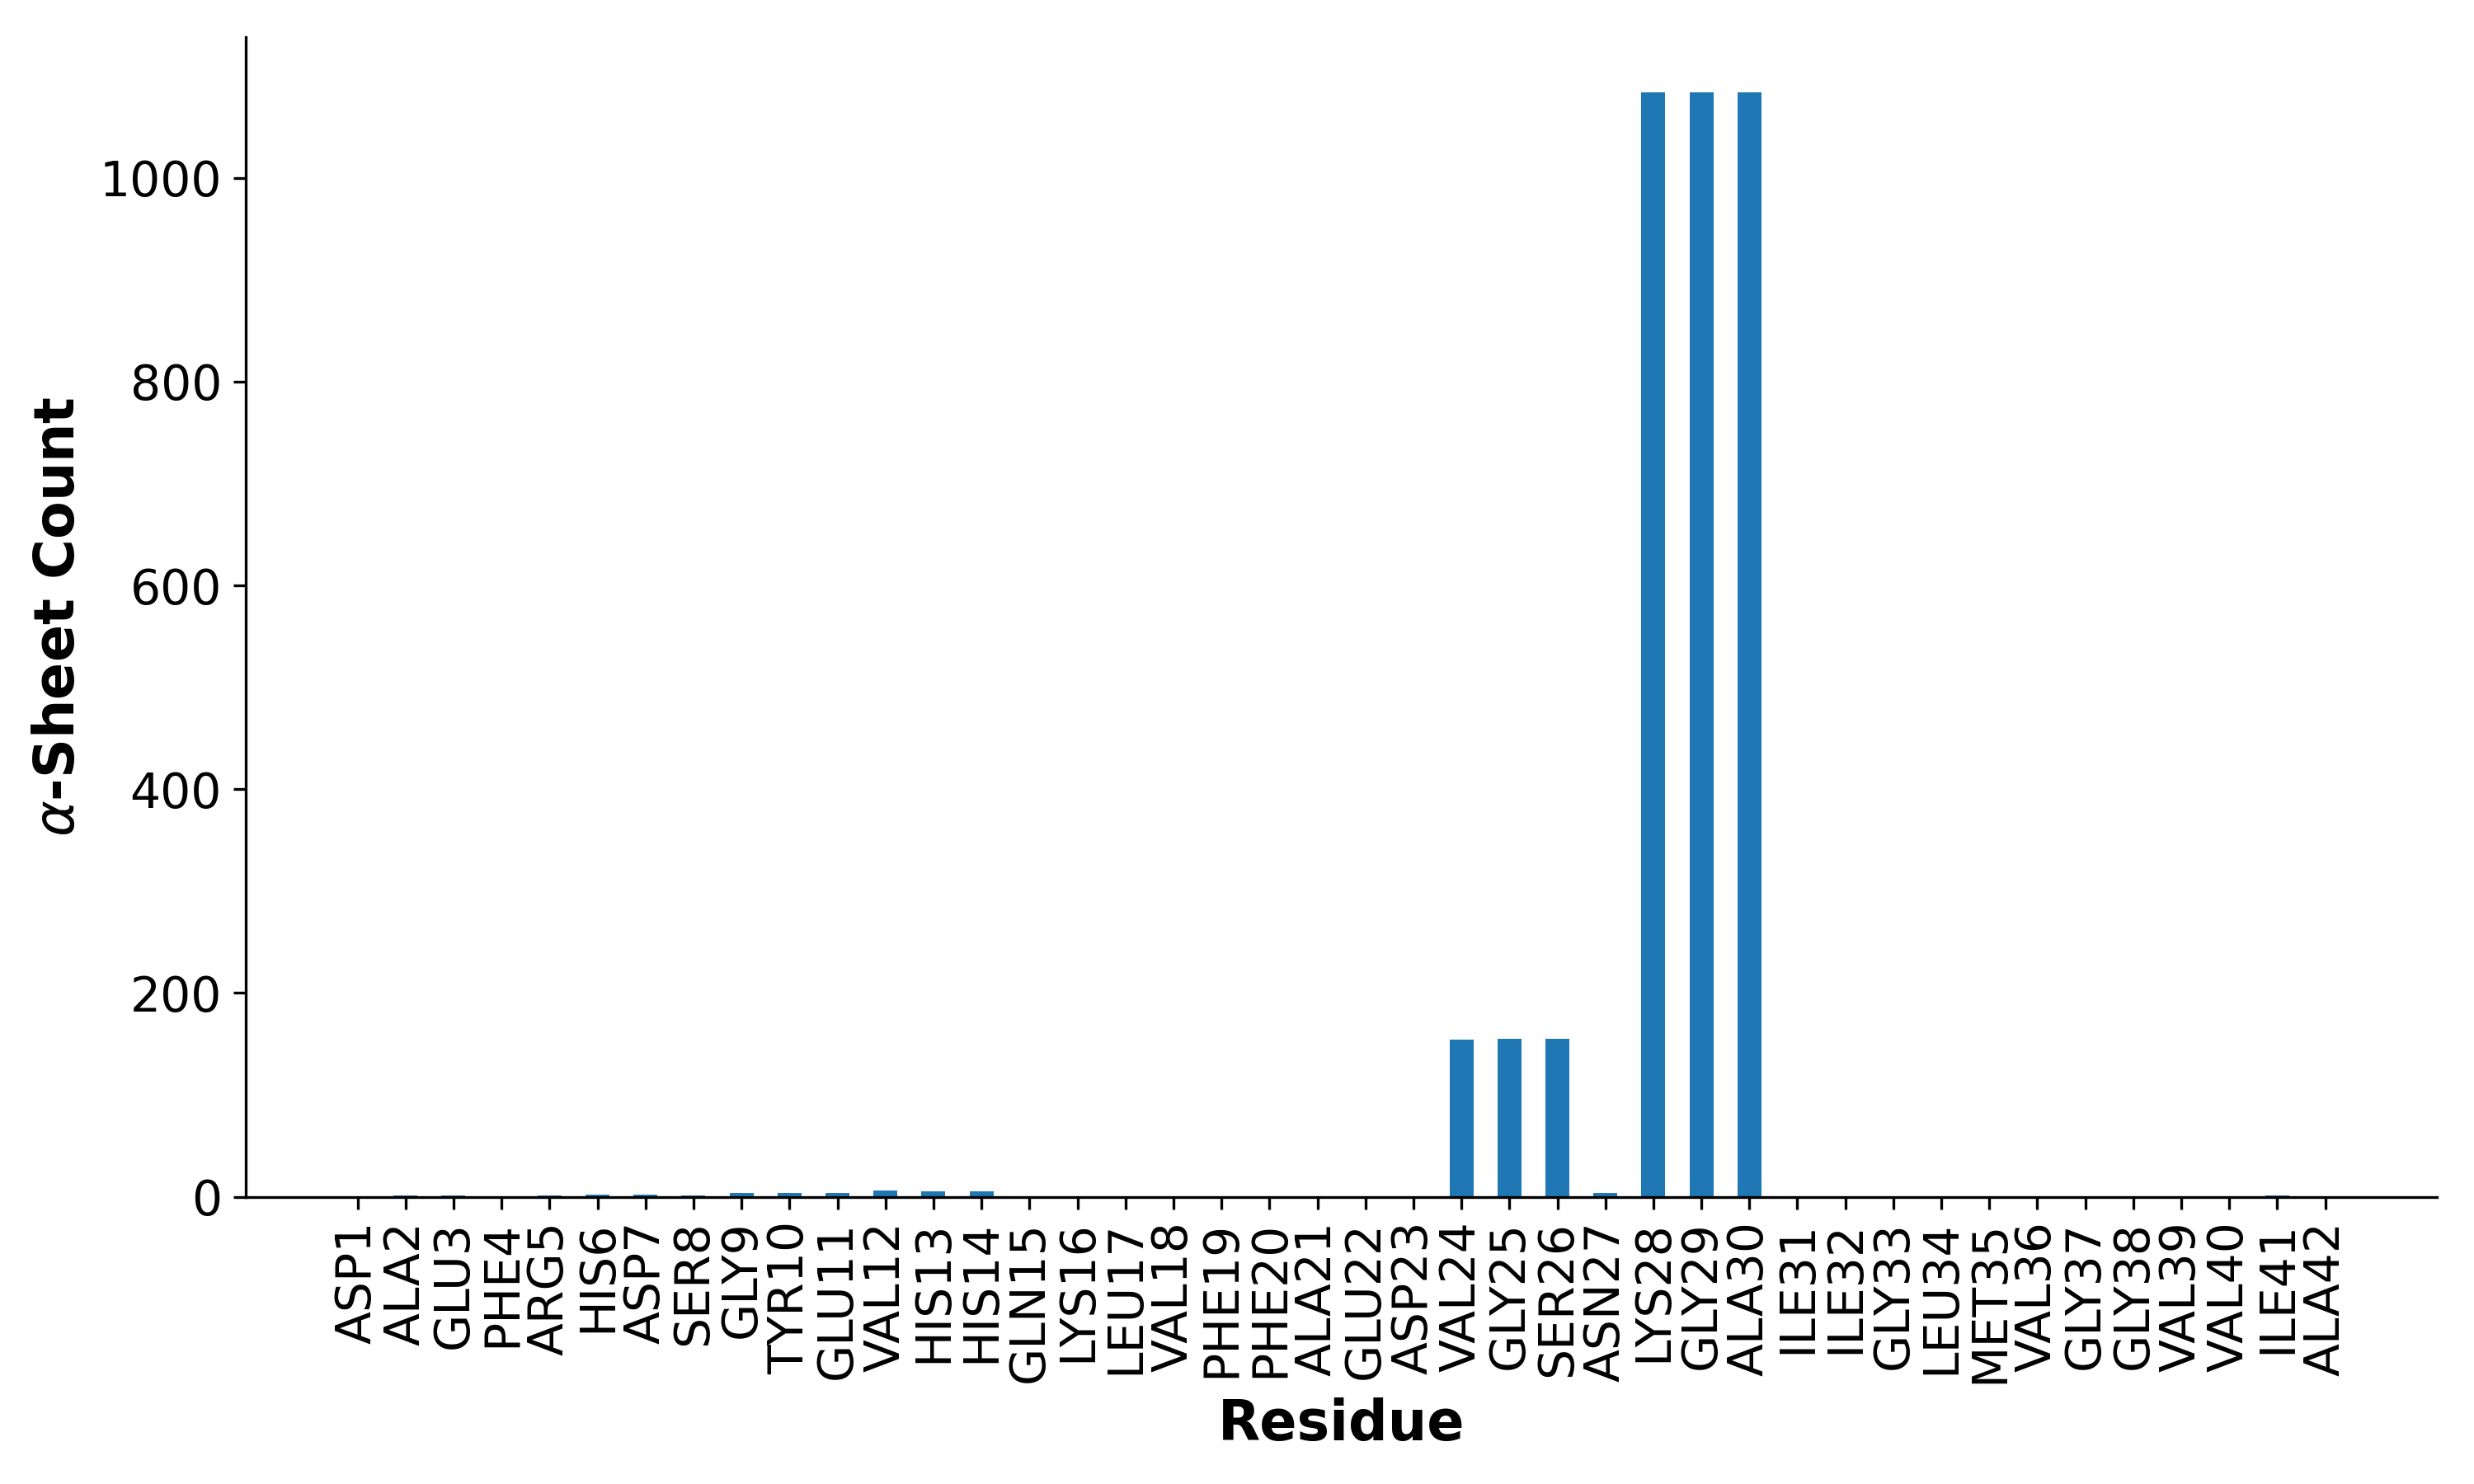 α-Sheet Count
1000
800
600
400
200
0
ASP1
ALA2
GLU3
PHE4
ARG5
HIS6
ASP7
SER8
GLY9
TYR10
GLU11
VAL12
HIS13
HIS14
GLN15
LYS16
LEU17
VAL18
PHE19
PHE20
ALA21
GLU22
ASP23
VAL24
GLY25
SER26
ASN27
LYS28
GLY29
ALA30
ILE31
ILE32
GLY33
LEU34
MET35
VAL36
GLY37
GLY38
VAL39
VAL40
ILE41
ALA42
Residue